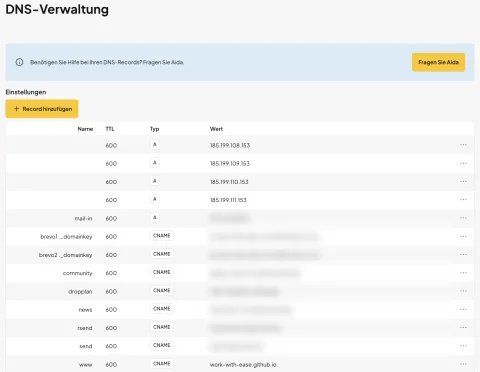 DNS-Verwaltung
Benötigen Sie Hilfe bei Ihren DNS-Records? Fragen Sie Aida.
Fragen Sie Aida
Einstellungen
+ Record hinzufügen
Name TTL Typ Wert
600 A 185.199.108.153 ...
600 A 185.199.109.153 ...
600 A 185.199.110.153 ...
600 A 185.199.111.153 ...
mail-in 600 A ...
brevo1._domainkey 600 CNAME ...
brevo2._domainkey 600 CNAME ...
community 600 CNAME ...
dropplan 600 CNAME ...
news 600 CNAME ...
rsend 600 CNAME ...
send 600 CNAME ...
www 600 CNAME work-with-ease.github.io. ...